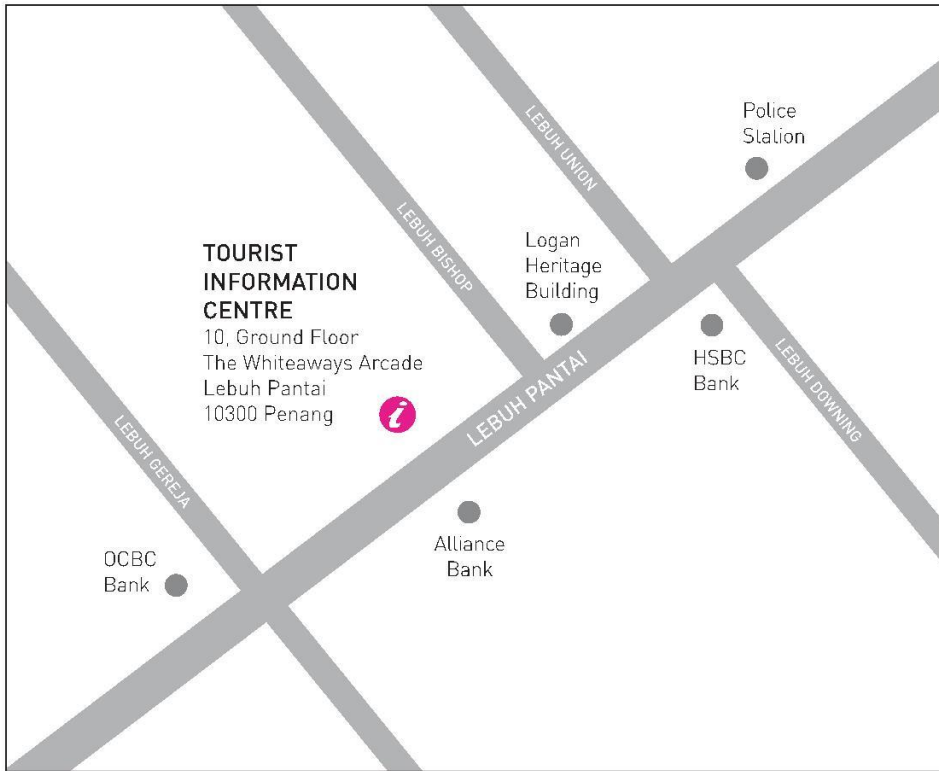 LEBUH UNION
Police
Station
LEBUH BISHOP
Logan
Heritage
Building
TOURIST
INFORMATION
CENTRE
10, Ground Floor
The Whiteaways Arcade
Lebuh Pantai
10300 Penang
i
HSBC
Bank
LEBUH DOWNING
LEBUH PANTAI
LEBUH GEREJA
OCBC
Bank
Alliance
Bank